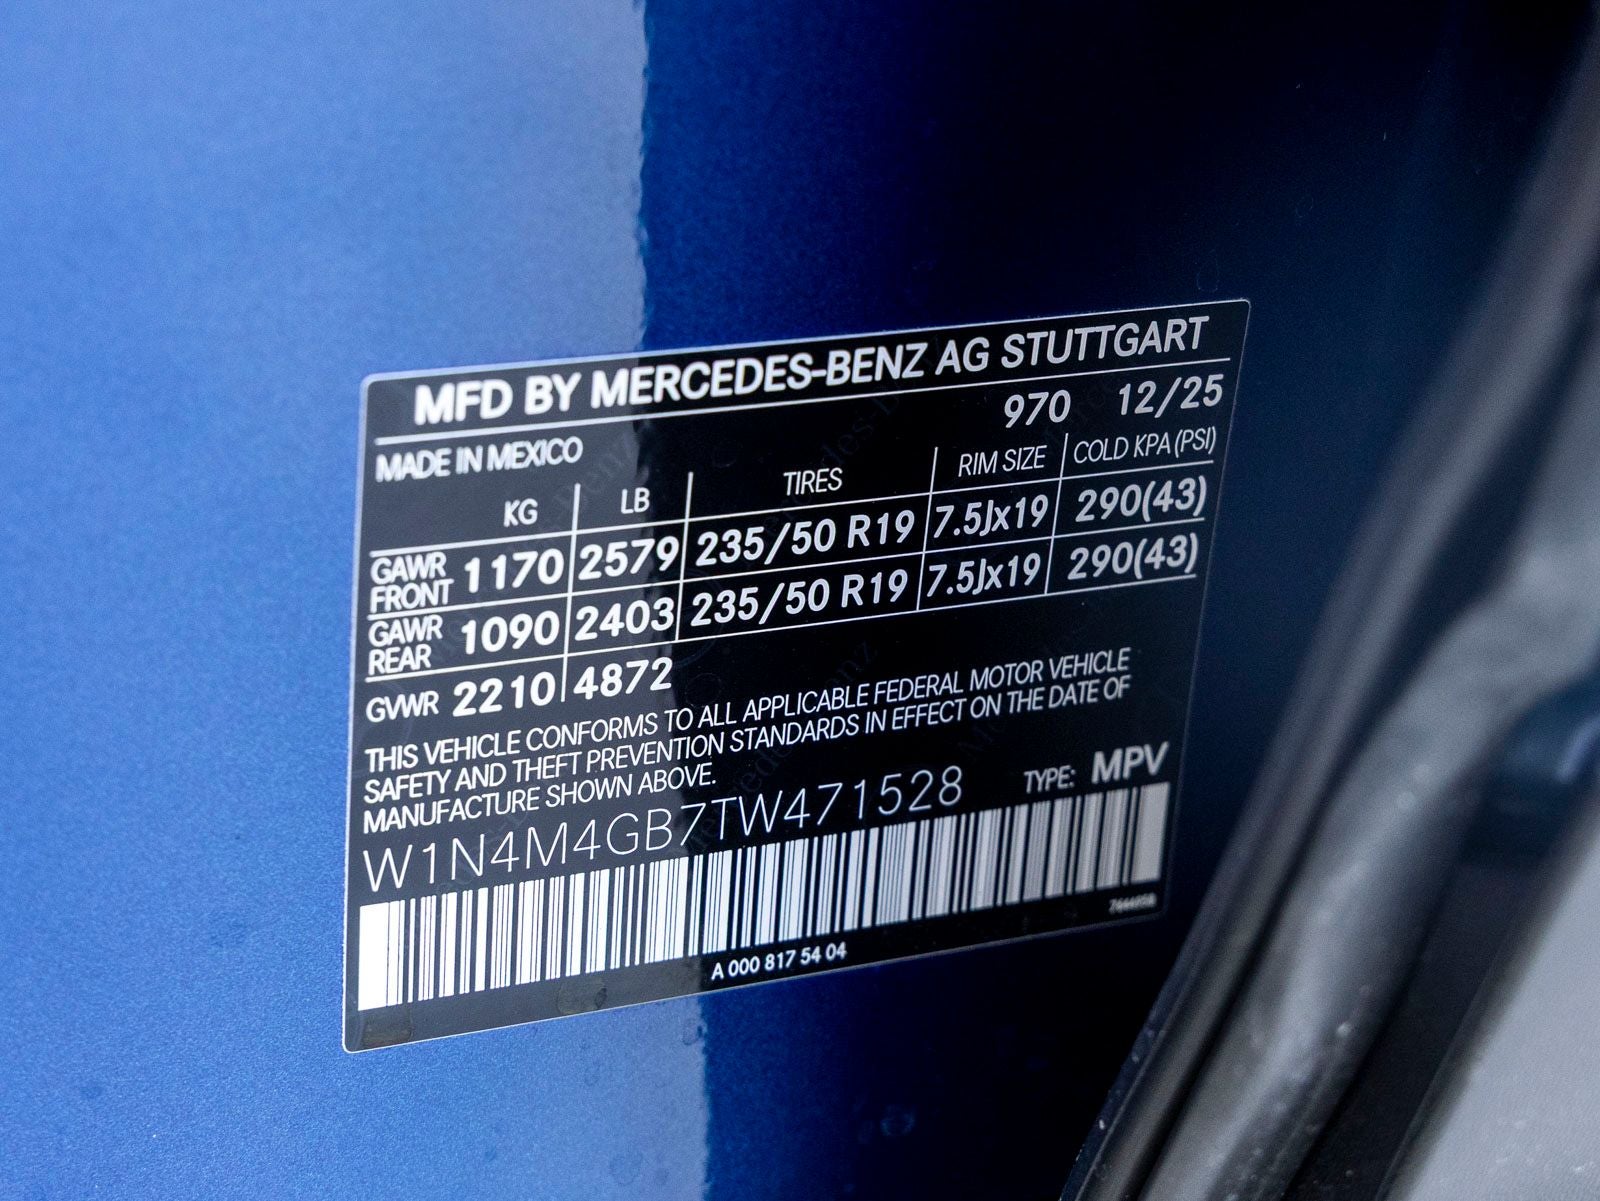 MFD BY MERCEDES-BENZ AG STUTTGART
970 12/25
MADE IN MEXICO
KG LB TIRES RIM SIZE COLD KPA (PSI)
GAWR FRONT 1170 2579 235/50 R19 7.5Jx19 290(43)
GAWR REAR 1090 2403 235/50 R19 7.5Jx19 290(43)
GVWR 2210 4872
THIS VEHICLE CONFORMS TO ALL APPLICABLE FEDERAL MOTOR VEHICLE
SAFETY AND THEFT PREVENTION STANDARDS IN EFFECT ON THE DATE OF
MANUFACTURE SHOWN ABOVE.
W1N4M4GB7TW471528 TYPE: MPV
A 000 817 54 04